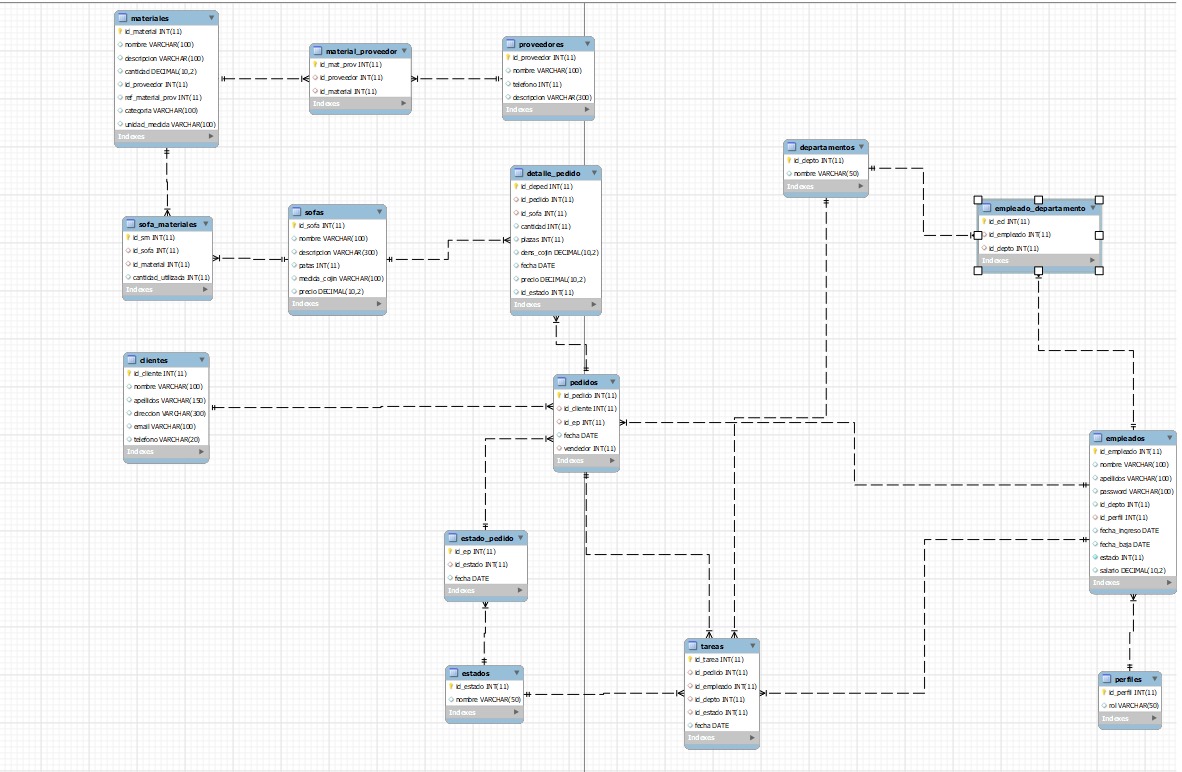 materiales
id_material INT(11)
nombre VARCHAR(100)
descripcion VARCHAR(100)
cantidad DECIMAL(10,2)
id_proveedor INT(11)
ref_material_prov INT(11)
categoria VARCHAR(100)
unidad_medida VARCHAR(100)
Indexes
material_proveedor
id_mat_prov INT(11)
id_proveedor INT(11)
id_material INT(11)
Indexes
proveedores
id_proveedor INT(11)
nombre VARCHAR(100)
telefono INT(11)
descripcion VARCHAR(300)
Indexes
departamentos
id_depto INT(11)
nombre VARCHAR(50)
Indexes
detalle_pedido
id_deped INT(11)
id_pedido INT(11)
id_sofa INT(11)
cantidad INT(11)
plazas INT(11)
dens_cojin DECIMAL(10,2)
fecha DATE
precio DECIMAL(10,2)
id_estado INT(11)
Indexes
empleado_departamento
id_ed INT(11)
id_empleado INT(11)
id_depto INT(11)
Indexes
sofas
id_sofa INT(11)
nombre VARCHAR(100)
descripcion VARCHAR(300)
patas INT(11)
medida_cojin VARCHAR(100)
precio DECIMAL(10,2)
Indexes
sofa_materiales
id_sm INT(11)
id_sofa INT(11)
id_material INT(11)
cantidad_utilizada INT(11)
Indexes
clientes
id_cliente INT(11)
nombre VARCHAR(100)
apellidos VARCHAR(150)
direccion VARCHAR(300)
email VARCHAR(100)
telefono VARCHAR(20)
Indexes
pedidos
id_pedido INT(11)
id_cliente INT(11)
id_ep INT(11)
fecha DATE
vendedor INT(11)
Indexes
empleados
id_empleado INT(11)
nombre VARCHAR(100)
apellidos VARCHAR(100)
password VARCHAR(100)
id_depto INT(11)
id_perfil INT(11)
fecha_ingreso DATE
fecha_baja DATE
estado INT(11)
salario DECIMAL(10,2)
Indexes
estado_pedido
id_ep INT(11)
id_estado INT(11)
fecha DATE
Indexes
tareas
id_tarea INT(11)
id_pedido INT(11)
id_empleado INT(11)
id_depto INT(11)
id_estado INT(11)
fecha DATE
Indexes
estados
id_estado INT(11)
nombre VARCHAR(50)
Indexes
perfiles
id_perfil INT(11)
rol VARCHAR(50)
Indexes